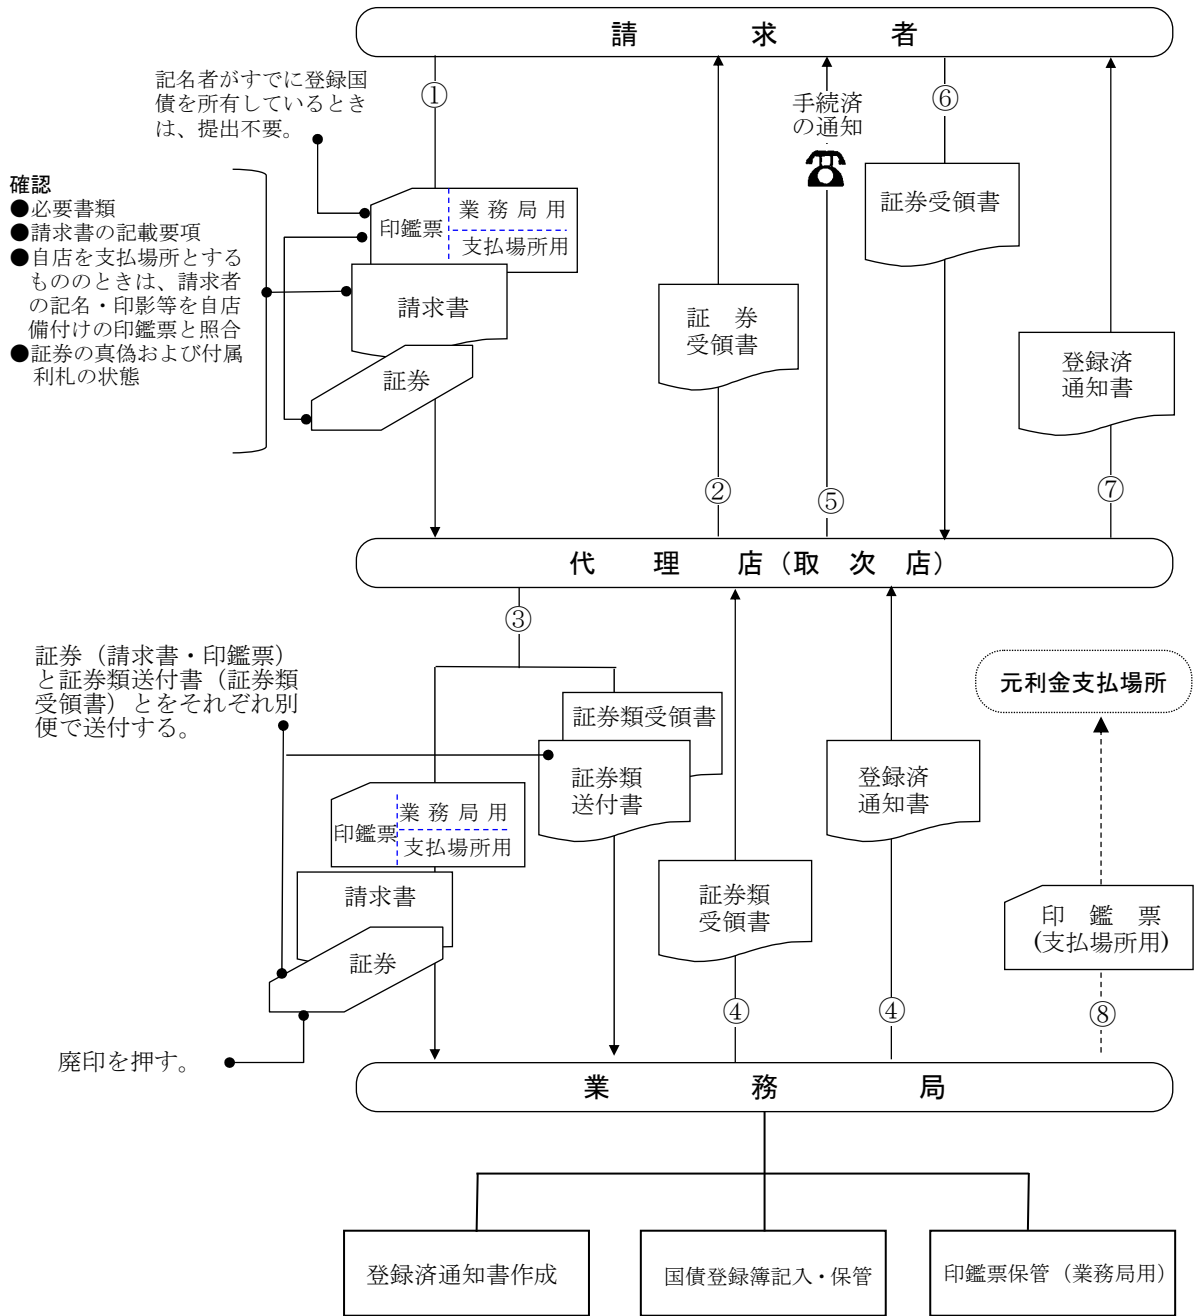 請求者
記名者がすでに登録国
債を所有しているとき
は、提出不要。
①
手続済
の通知
⑥
確認
●必要書類
●請求書の記載要項
●自店を支払場所とする
もののときは、請求者
の記名・印影等を自店
備付けの印鑑票と照合
●証券の真偽および付属
利札の状態
印鑑票
業務局用
支払場所用
請求書
証券
証券
受領書
証券受領書
登録済
通知書
②
⑤
⑦
代理店(取次店)
③
証券(請求書・印鑑票)
と証券類送付書(証券類
受領書)とをそれぞれ別
便で送付する。
元利金支払場所
証券類受領書
証券類
送付書
登録済
通知書
印鑑票
業務局用
支払場所用
請求書
証券
証券類
受領書
印鑑票
(支払場所用)
④
④
⑧
廃印を押す。
業務局
登録済通知書作成
国債登録簿記入・保管
印鑑票保管(業務局用)